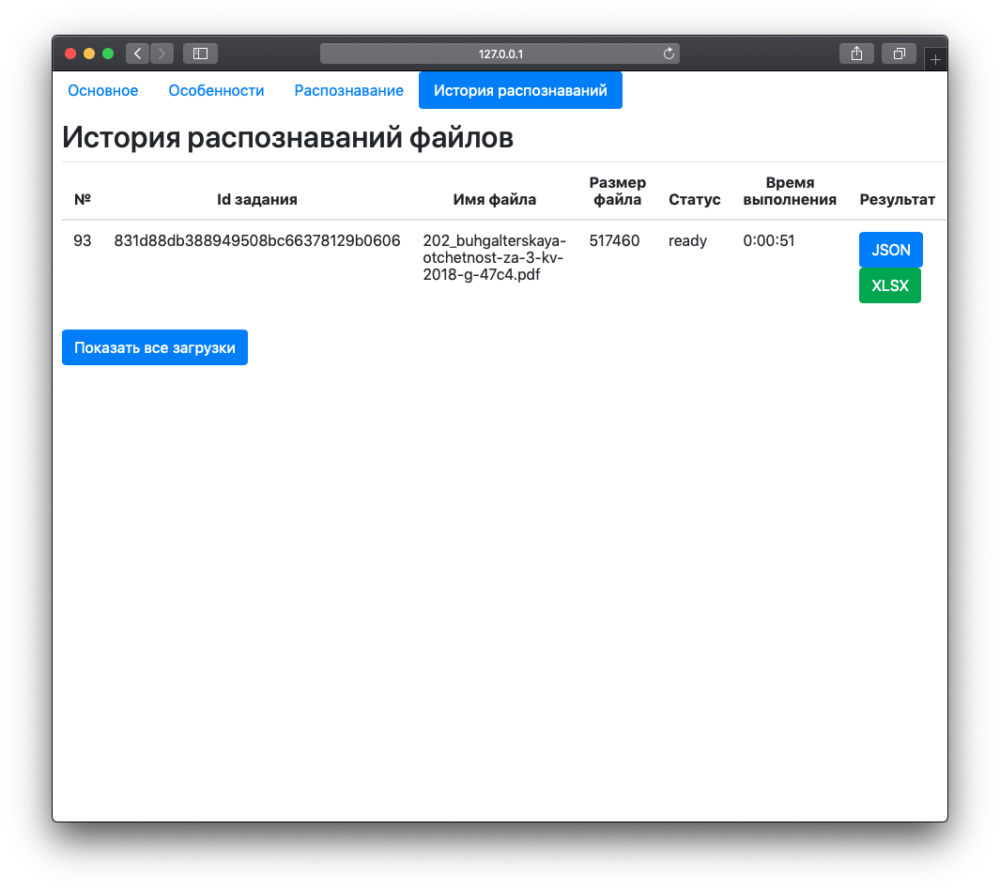 127.0.0.1
Основное Особенности Распознавание История распознаваний
История распознаваний файлов
№ Id задания Имя файла Размер файла Статус Время выполнения Результат
93 831d88db388949508bc66378129b0606 202_buhgalterskaya- 517460 ready 0:00:51 JSON
otchetnost-za-3-kv-
2018-g-47c4.pdf
XLSX
Показать все загрузки